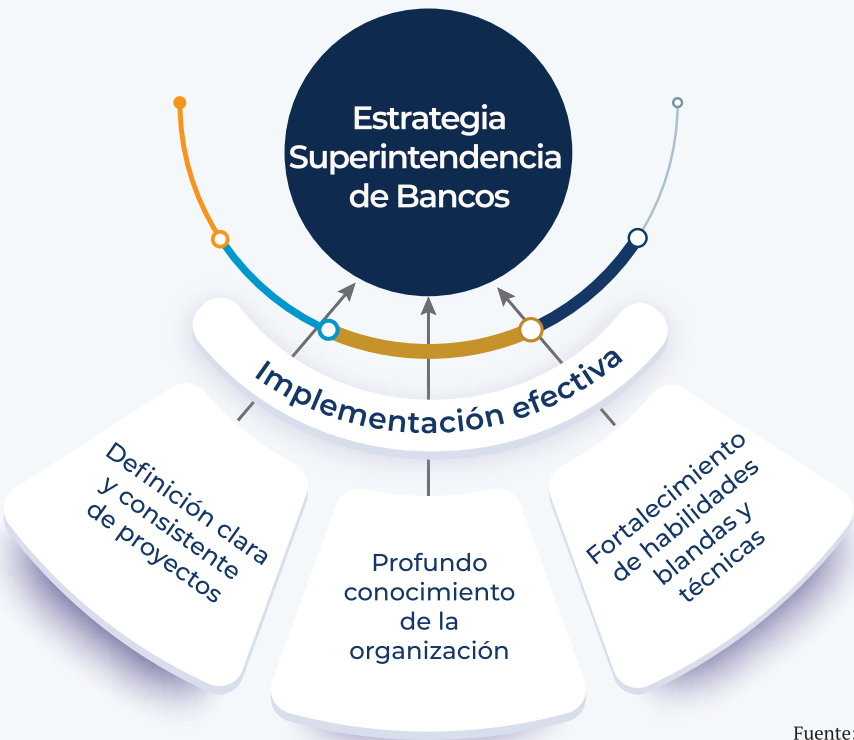 Estrategia
Superintendencia
de Bancos
Implementación efectiva
Definición clara
y consistente
de proyectos
Profundo
conocimiento
de la
organización
Fortalecimiento
de habilidades
blandas y
técnicas
Fuente: